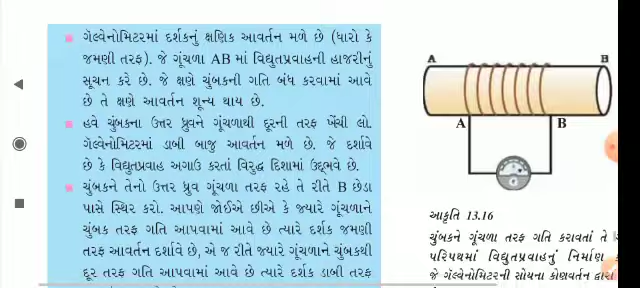 ગૅલ્વેનોમિટરમાં દર્શકનું ક્ષણિક આવર્તન મળે છે (ધારો કે
જમણી તરફ). જે ગૂંચળા AB માં વિદ્યુતપ્રવાહની હાજરીનું
સૂચન કરે છે. જે ક્ષણે ચુંબકની ગતિ બંધ કરવામાં આવે
છે તે ક્ષણે આવર્તન શૂન્ય થાય છે.
હવે ચુંબકના ઉત્તર ધ્રુવને ગૂંચળાથી દૂરની તરફ ખેંચી લો.
ગૅલ્વેનોમિટરમાં ડાબી બાજુ આવર્તન મળે છે. જે દર્શાવે
છે કે વિદ્યુતપ્રવાહ અગાઉ કરતાં વિરુદ્ધ દિશામાં ઉદ્દભવે છે.
ચુંબકને તેનો ઉત્તર ધ્રુવ ગૂંચળા તરફ રહે તે રીતે B છેડા
પાસે સ્થિર કરો. આપણે જોઈએ છીએ કે જ્યારે ગૂંચળાને
ચુંબક તરફ ગતિ આપવામાં આવે છે ત્યારે દર્શક જમણી
તરફ આવર્તન દર્શાવે છે, એ જ રીતે જ્યારે ગૂંચળાને ચુંબકથી
દૂર તરફ ગતિ આપવામાં આવે છે ત્યારે દર્શક ડાબી તરફ
A B
A B
આકૃતિ 13.16
ચુંબકને ગૂંચળા તરફ ગતિ કરાવતાં તે
પરિપથમાં વિદ્યુતપ્રવાહનું નિર્માણ
જે ગૅલ્વેનોમિટરની સોયના કોણાવર્તન દ્વારા